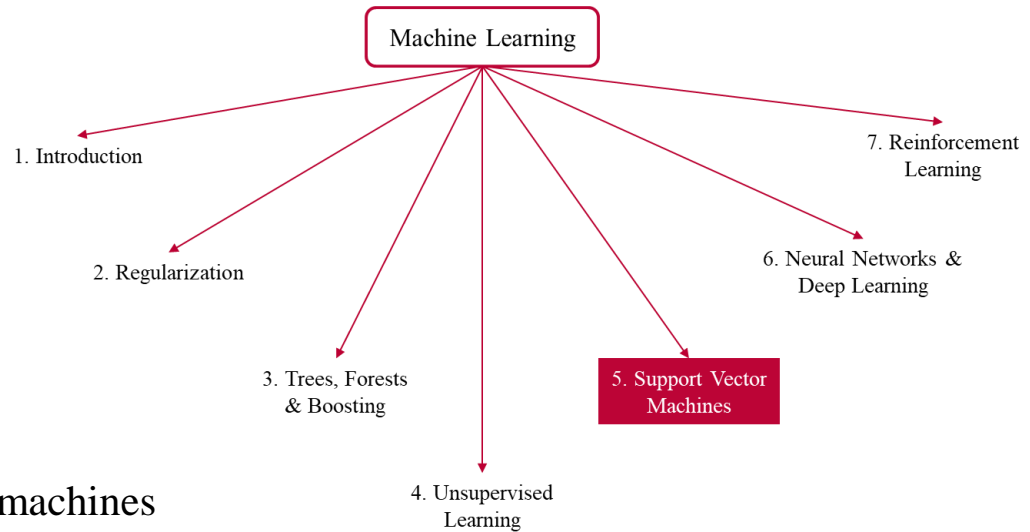 Machine Learning
1. Introduction
7. Reinforcement
Learning
2. Regularization
6. Neural Networks &
Deep Learning
3. Trees, Forests
& Boosting
5. Support Vector
Machines
4. Unsupervised
Learning
machines